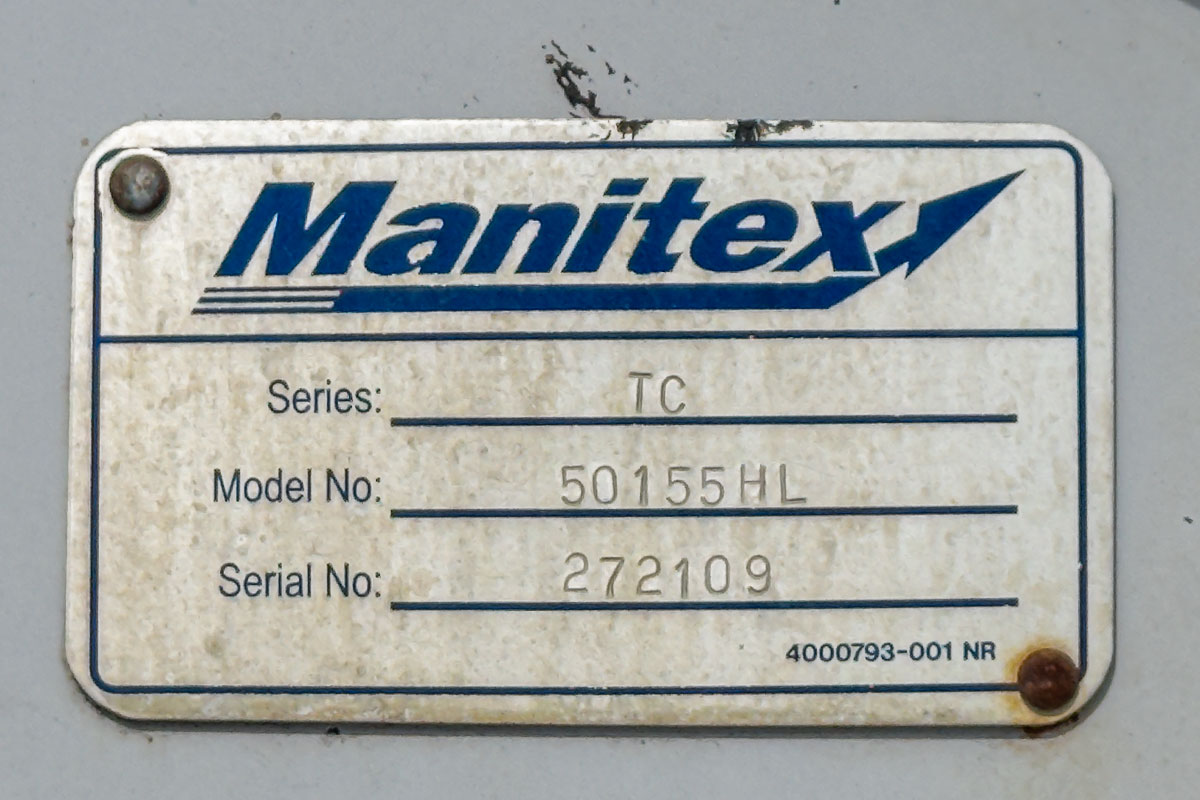 Manitex
Series: TC
Model No: 50155HL
Serial No: 272109
4000793-001 NR